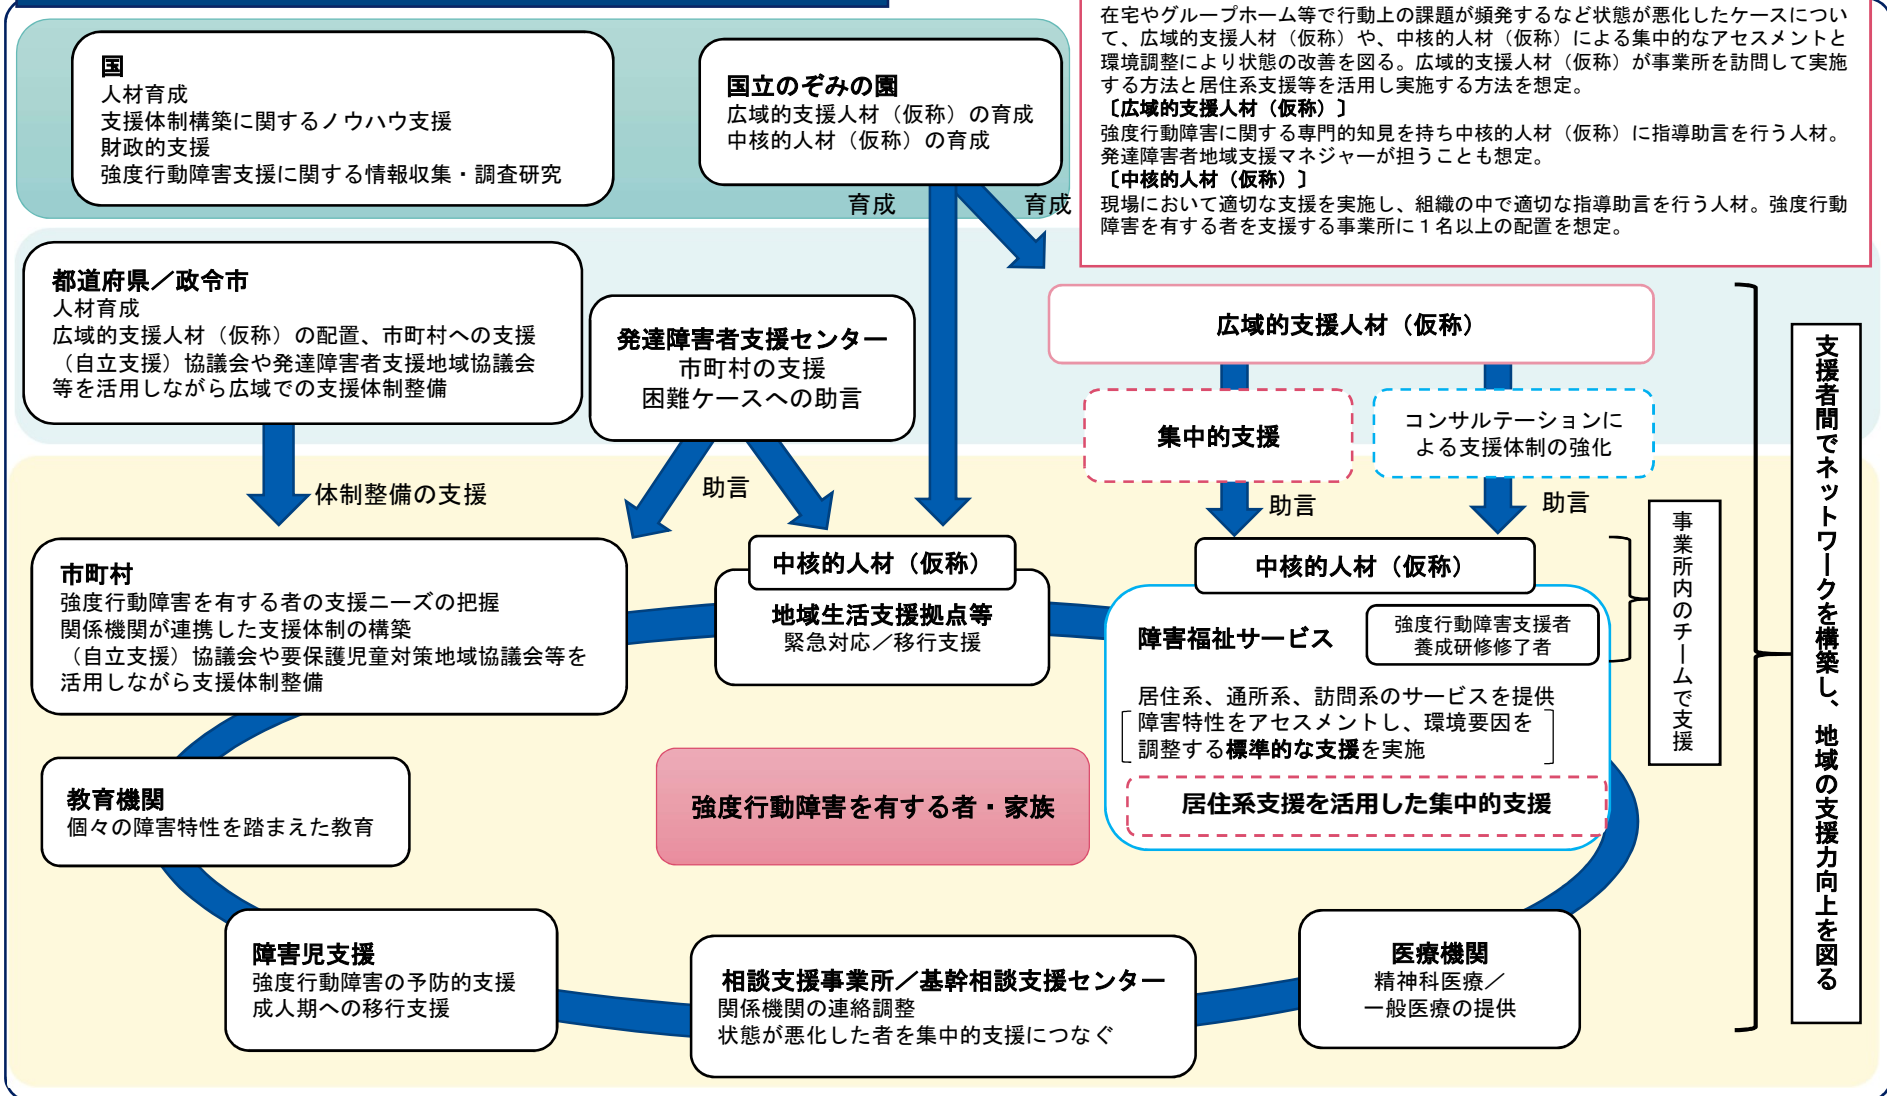 在宅やグループホーム等で行動上の課題が頻発するなど状態が悪化したケースについ
て、広域的支援人材（仮称）や、中核的人材（仮称）による集中的なアセスメントと
環境調整により状態の改善を図る。広域的支援人材（仮称）が事業所を訪問して実施
する方法と居住系支援等を活用し実施する方法を想定。
〔広域的支援人材（仮称）〕
強度行動障害に関する専門的知見を持ち中核的人材（仮称）に指導助言を行う人材。
発達障害者地域支援マネジャーが担うことも想定。
〔中核的人材（仮称）〕
現場において適切な支援を実施し、組織の中で適切な指導助言を行う人材。強度行動
障害を有する者を支援する事業所に１名以上の配置を想定。
国
人材育成
支援体制構築に関するノウハウ支援
財政的支援
強度行動障害支援に関する情報収集・調査研究
国立のぞみの園
広域的支援人材（仮称）の育成
中核的人材（仮称）の育成
育成
育成
都道府県／政令市
人材育成
広域的支援人材（仮称）の配置、市町村への支援
（自立支援）協議会や発達障害者支援地域協議会
等を活用しながら広域での支援体制整備
発達障害者支援センター
市町村の支援
困難ケースへの助言
広域的支援人材（仮称）
集中的支援
コンサルテーションに
よる支援体制の強化
体制整備の支援
助言
助言
助言
市町村
強度行動障害を有する者の支援ニーズの把握
関係機関が連携した支援体制の構築
（自立支援）協議会や要保護児童対策地域協議会等を
活用しながら支援体制整備
中核的人材（仮称）
地域生活支援拠点等
緊急対応／移行支援
中核的人材（仮称）
障害福祉サービス
強度行動障害支援者
養成研修修了者
居住系、通所系、訪問系のサービスを提供
障害特性をアセスメントし、環境要因を
調整する標準的な支援を実施
居住系支援を活用した集中的支援
事業所内のチームで支援
支援者間でネットワークを構築し、地域の支援力向上を図る
教育機関
個々の障害特性を踏まえた教育
強度行動障害を有する者・家族
障害児支援
強度行動障害の予防的支援
成人期への移行支援
相談支援事業所／基幹相談支援センター
関係機関の連絡調整
状態が悪化した者を集中的支援につなぐ
医療機関
精神科医療／
一般医療の提供